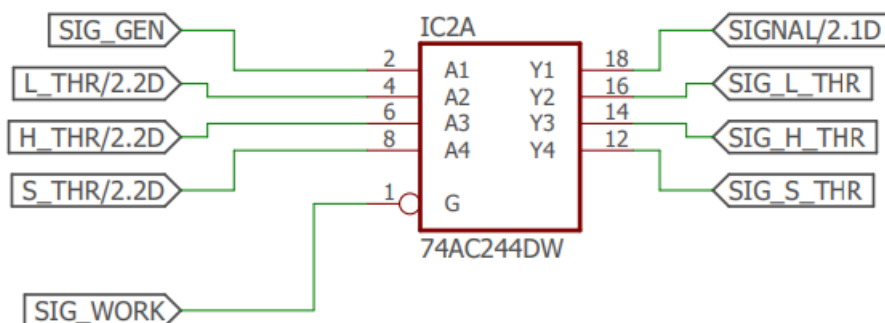 SIG_GEN
IC2A
SIGNAL/2.1D
2 A1 Y1 18
L_THR/2.2D
4 A2 Y2 16
SIG_L_THR
H_THR/2.2D
6 A3 Y3 14
SIG_H_THR
8 A4 Y4 12
S_THR/2.2D
1 G
SIG_S_THR
74AC244DW
SIG_WORK